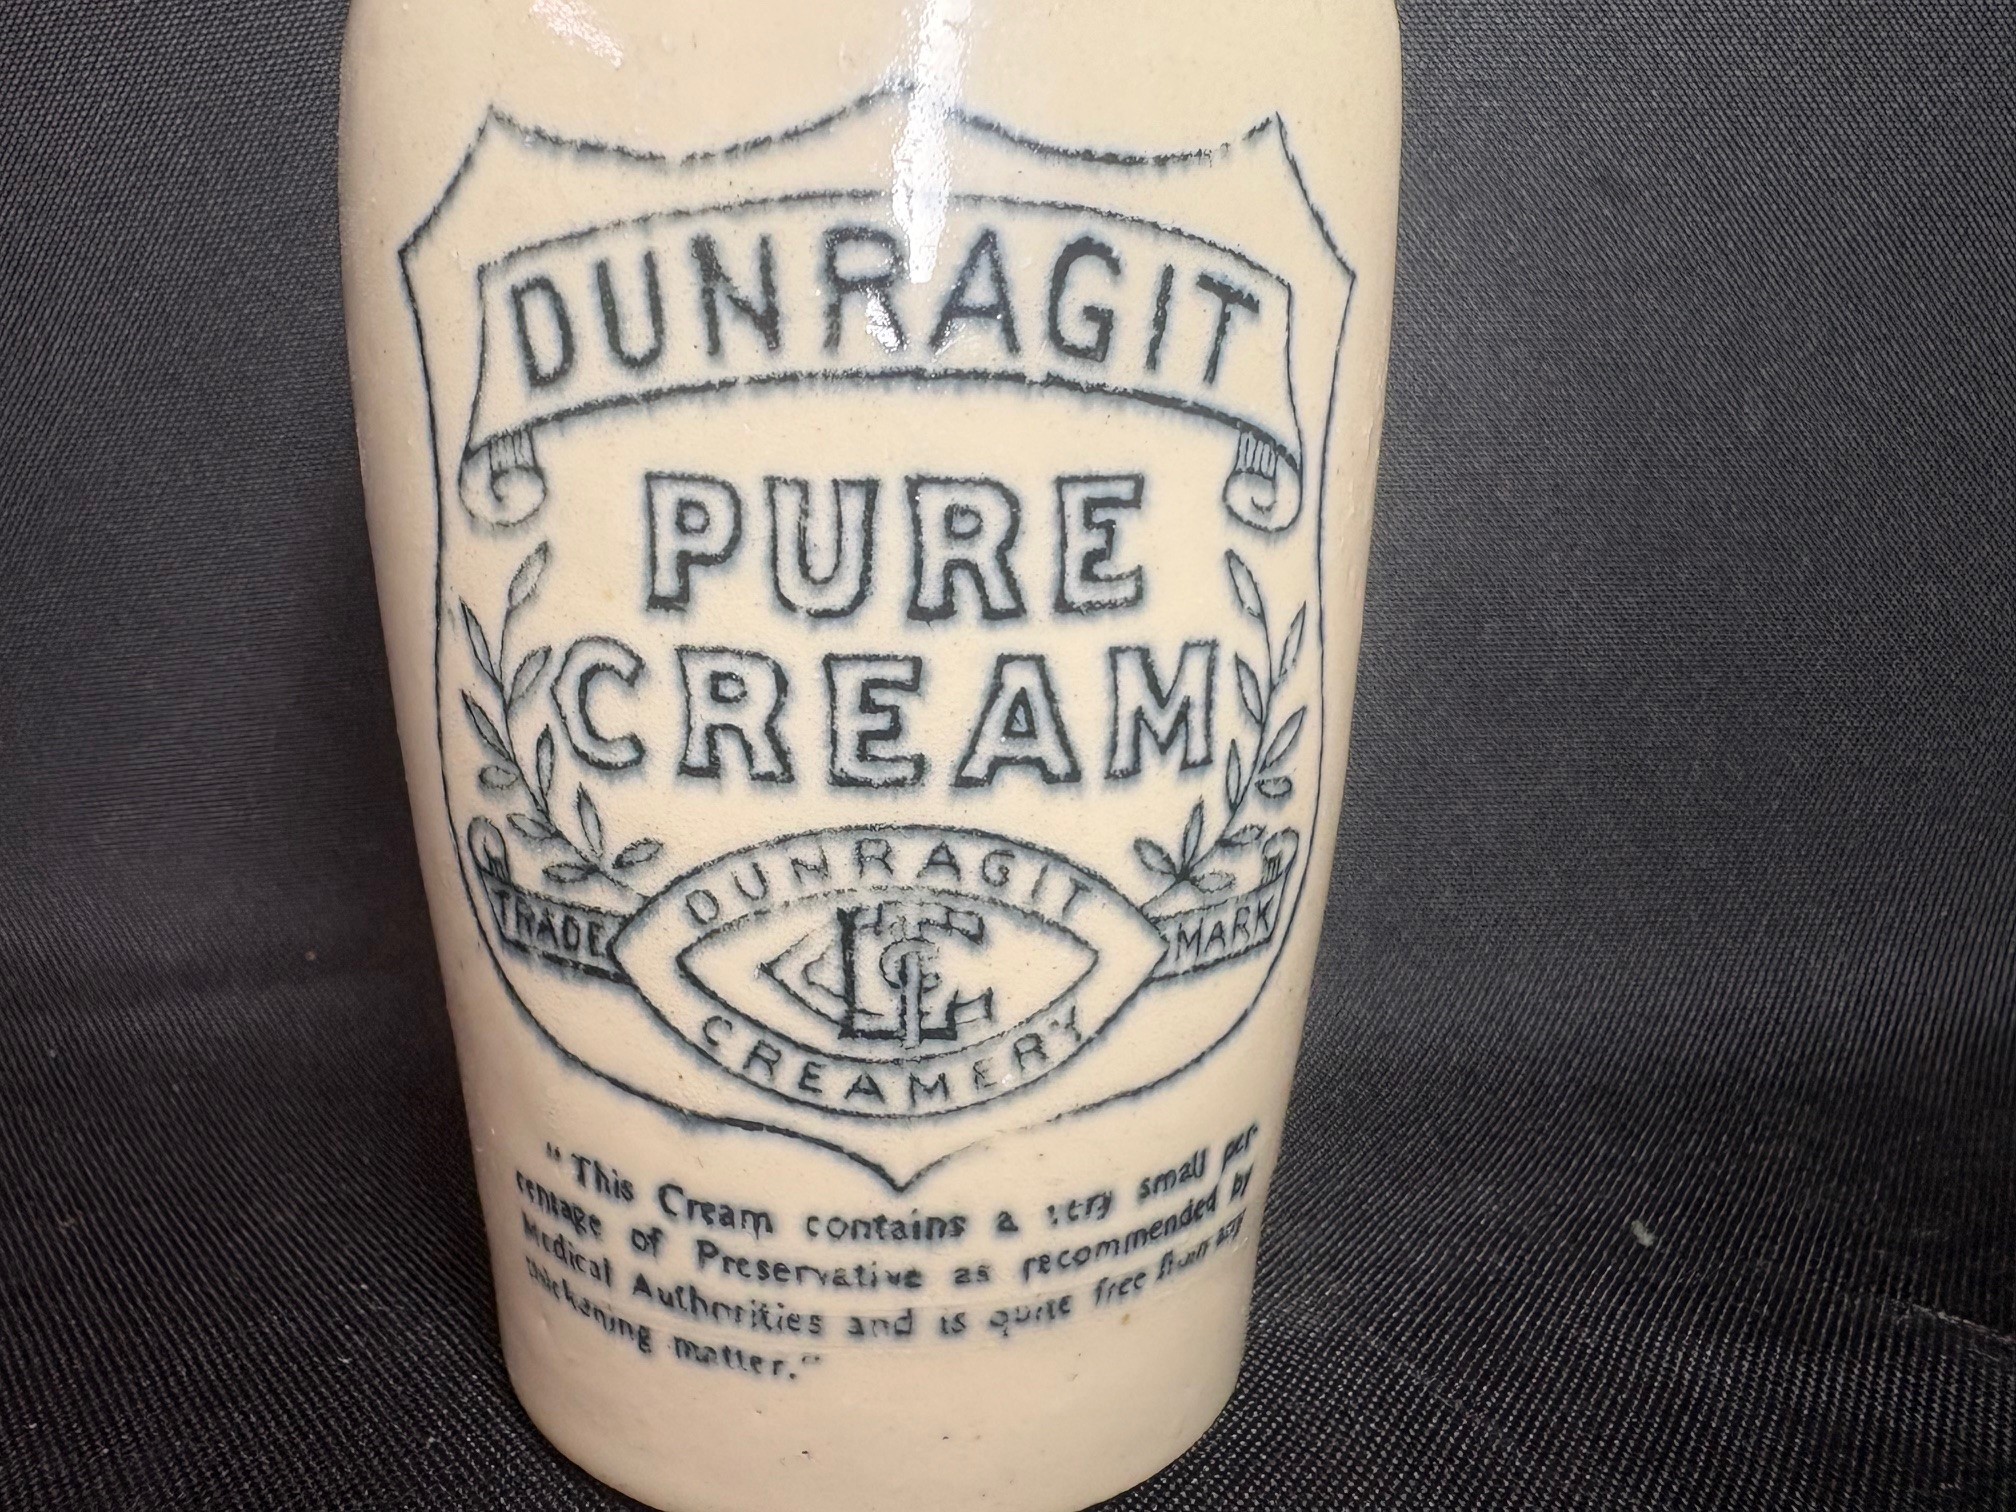 DUNRAGIT
PURE
CREAM
TRADE MARK
DUNRAGIT
CREAMERY
"This Cream contains a very small per-
centage of Preservative as recommended by
Medical Authorities and is quite free from any
thickening matter."